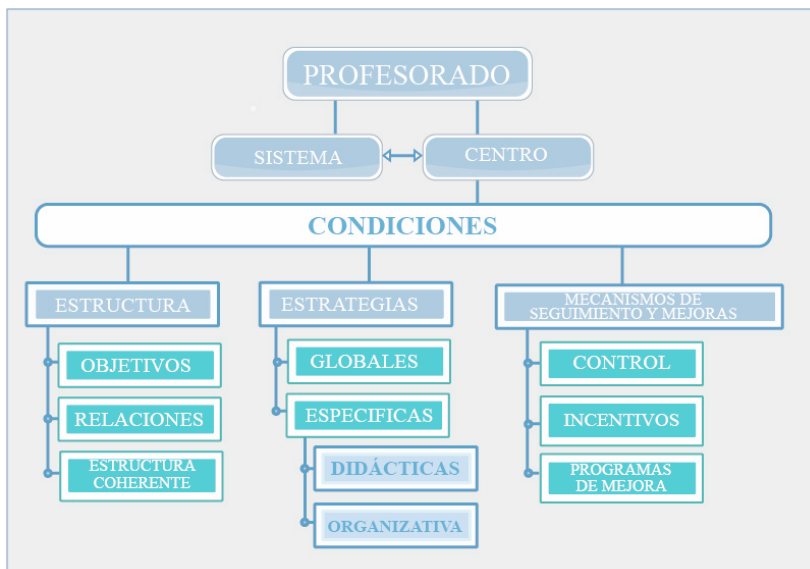 PROFESORADO
SISTEMA
CENTRO
CONDICIONES
ESTRUCTURA
OBJETIVOS
RELACIONES
ESTRUCTURA
COHERENTE
ESTRATEGIAS
GLOBALES
ESPECIFICAS
DIDÁCTICAS
ORGANIZATIVA
MECANISMOS DE
SEGUIMIENTO Y MEJORAS
CONTROL
INCENTIVOS
PROGRAMAS
DE MEJORA